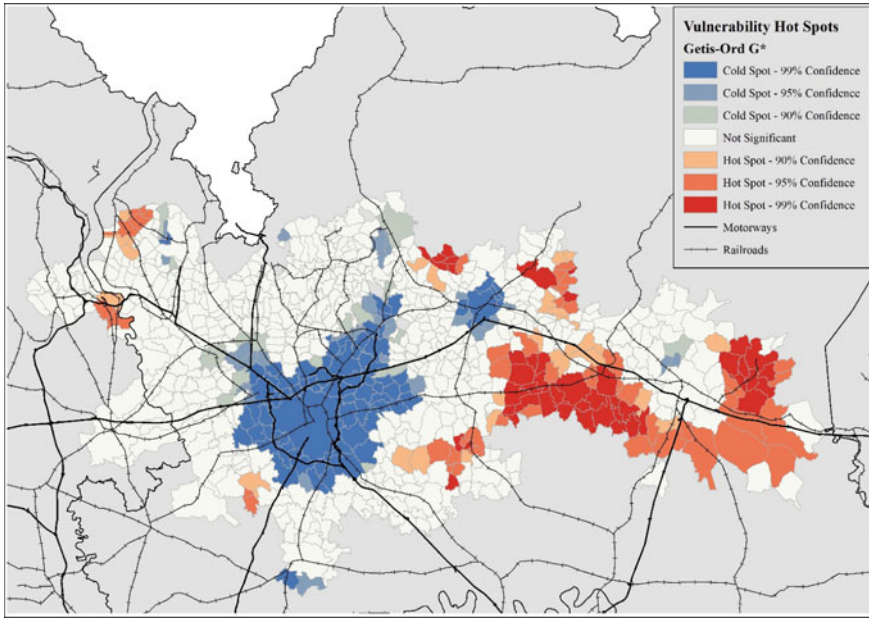 Vulnerability Hot Spots
Getis-Ord G*
Cold Spot - 99% Confidence
Cold Spot - 95% Confidence
Cold Spot - 90% Confidence
Not Significant
Hot Spot - 90% Confidence
Hot Spot - 95% Confidence
Hot Spot - 99% Confidence
Motorways
Railroads